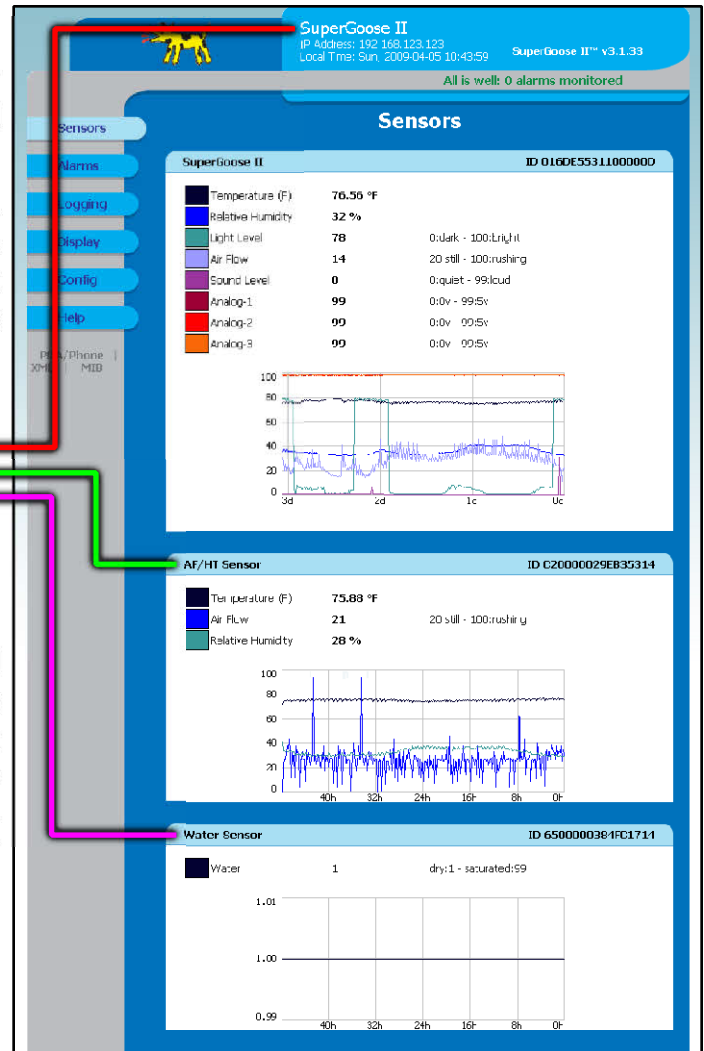 SuperGoose II
IP Address: 192 168.123.123
Local Time: Sun, 2009-04-05 10:43:59
SuperGoose II™ v3.1.33
All is well: 0 alarms monitored
Sensors
Alarms
Logging
Display
Config
Help
PDA/Phone |
XML | MIB
Sensors
SuperGoose II ID 016DE5531100000D
Temperature (F) 76.56 °F
Relative Humidity 32 %
Light Level 78 0:dark - 100:bright
Air Flow 14 20 still - 100:rushing
Sound Level 0 0:quiet - 99:loud
Analog-1 99 0:0v - 99:5v
Analog-2 99 0:0v 99:5v
Analog-3 99 0:0v 99:5v
100
80
60
40
20
0
3d 2d 1d 0d
AF/HT Sensor ID C20000029EB35314
Temperature (F) 75.88 °F
Air Flow 21 20 still - 100:rushing
Relative Humidity 28 %
100
80
60
40
20
0
40h 32h 24h 16h 8h 0h
Water Sensor ID 6500000384FC1714
Water 1 dry:1 - saturated:99
1.01
1.00
0.99
40h 32h 24h 16h 8h 0h